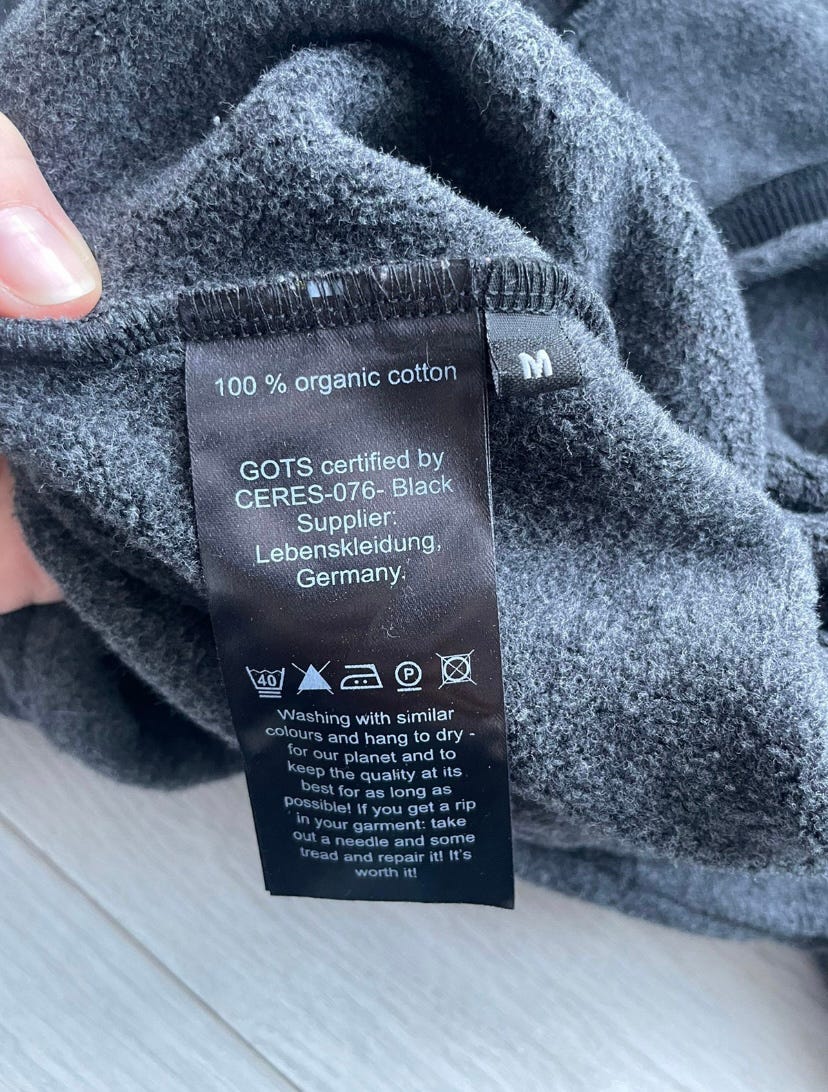 100 % organic cotton
M
GOTS certified by
CERES-076- Black
Supplier:
Lebenskleidung,
Germany.
40
P
Washing with similar
colours and hang to dry -
for our planet and to
keep the quality at its
best for as long as
possible! If you get a rip
in your garment: take
out a needle and some
tread and repair it! It's
worth it!